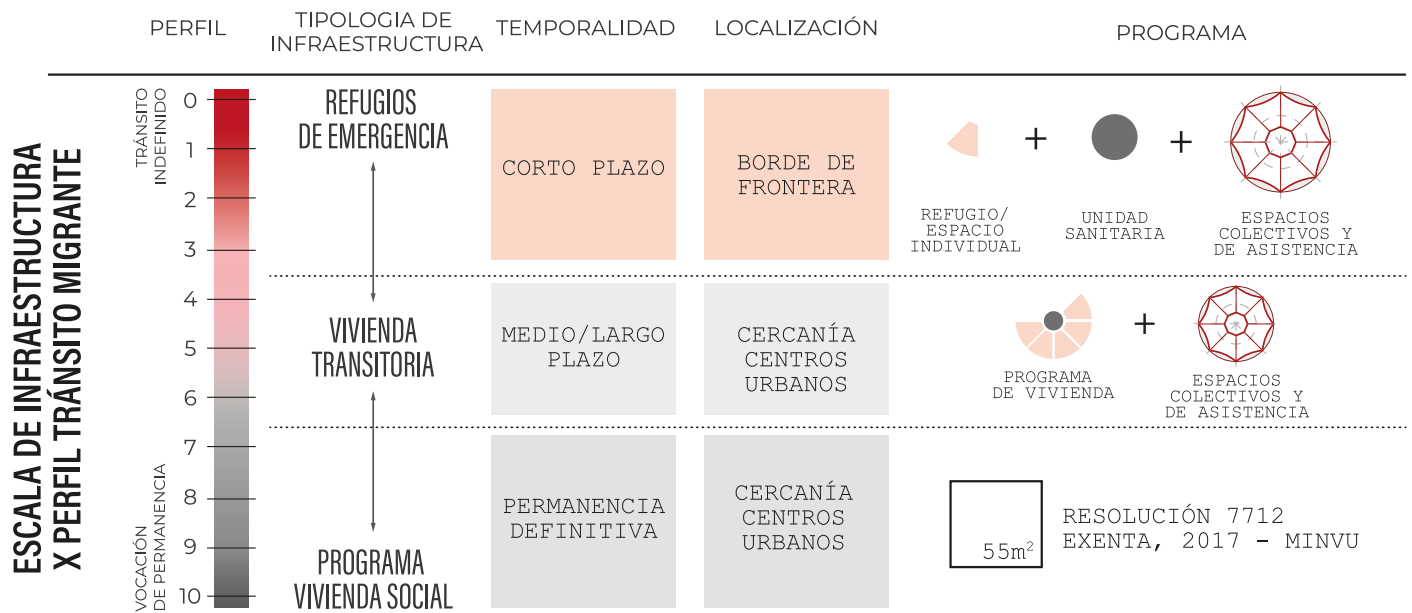 ESCALA DE INFRAESTRUCTURA
X PERFIL TRÁNSITO MIGRANTE
PERFIL
TIPOLOGIA DE
INFRAESTRUCTURA
TEMPORALIDAD
LOCALIZACIÓN
PROGRAMA
TRÁNSITO
INDEFINIDO
0
1
2
3
4
5
6
7
8
9
10
VOCACIÓN
DE PERMANENCIA
REFUGIOS
DE EMERGENCIA
CORTO PLAZO
BORDE DE
FRONTERA
+
+
REFUGIO/
ESPACIO
INDIVIDUAL
UNIDAD
SANITARIA
ESPACIOS
COLECTIVOS Y
DE ASISTENCIA
VIVIENDA
TRANSITORIA
MEDIO/LARGO
PLAZO
CERCANÍA
CENTROS
URBANOS
+
PROGRAMA
DE VIVIENDA
ESPACIOS
COLECTIVOS Y
DE ASISTENCIA
PROGRAMA
VIVIENDA SOCIAL
PERMANENCIA
DEFINITIVA
CERCANÍA
CENTROS
URBANOS
55m²
RESOLUCIÓN 7712
EXENTA, 2017 - MINVU